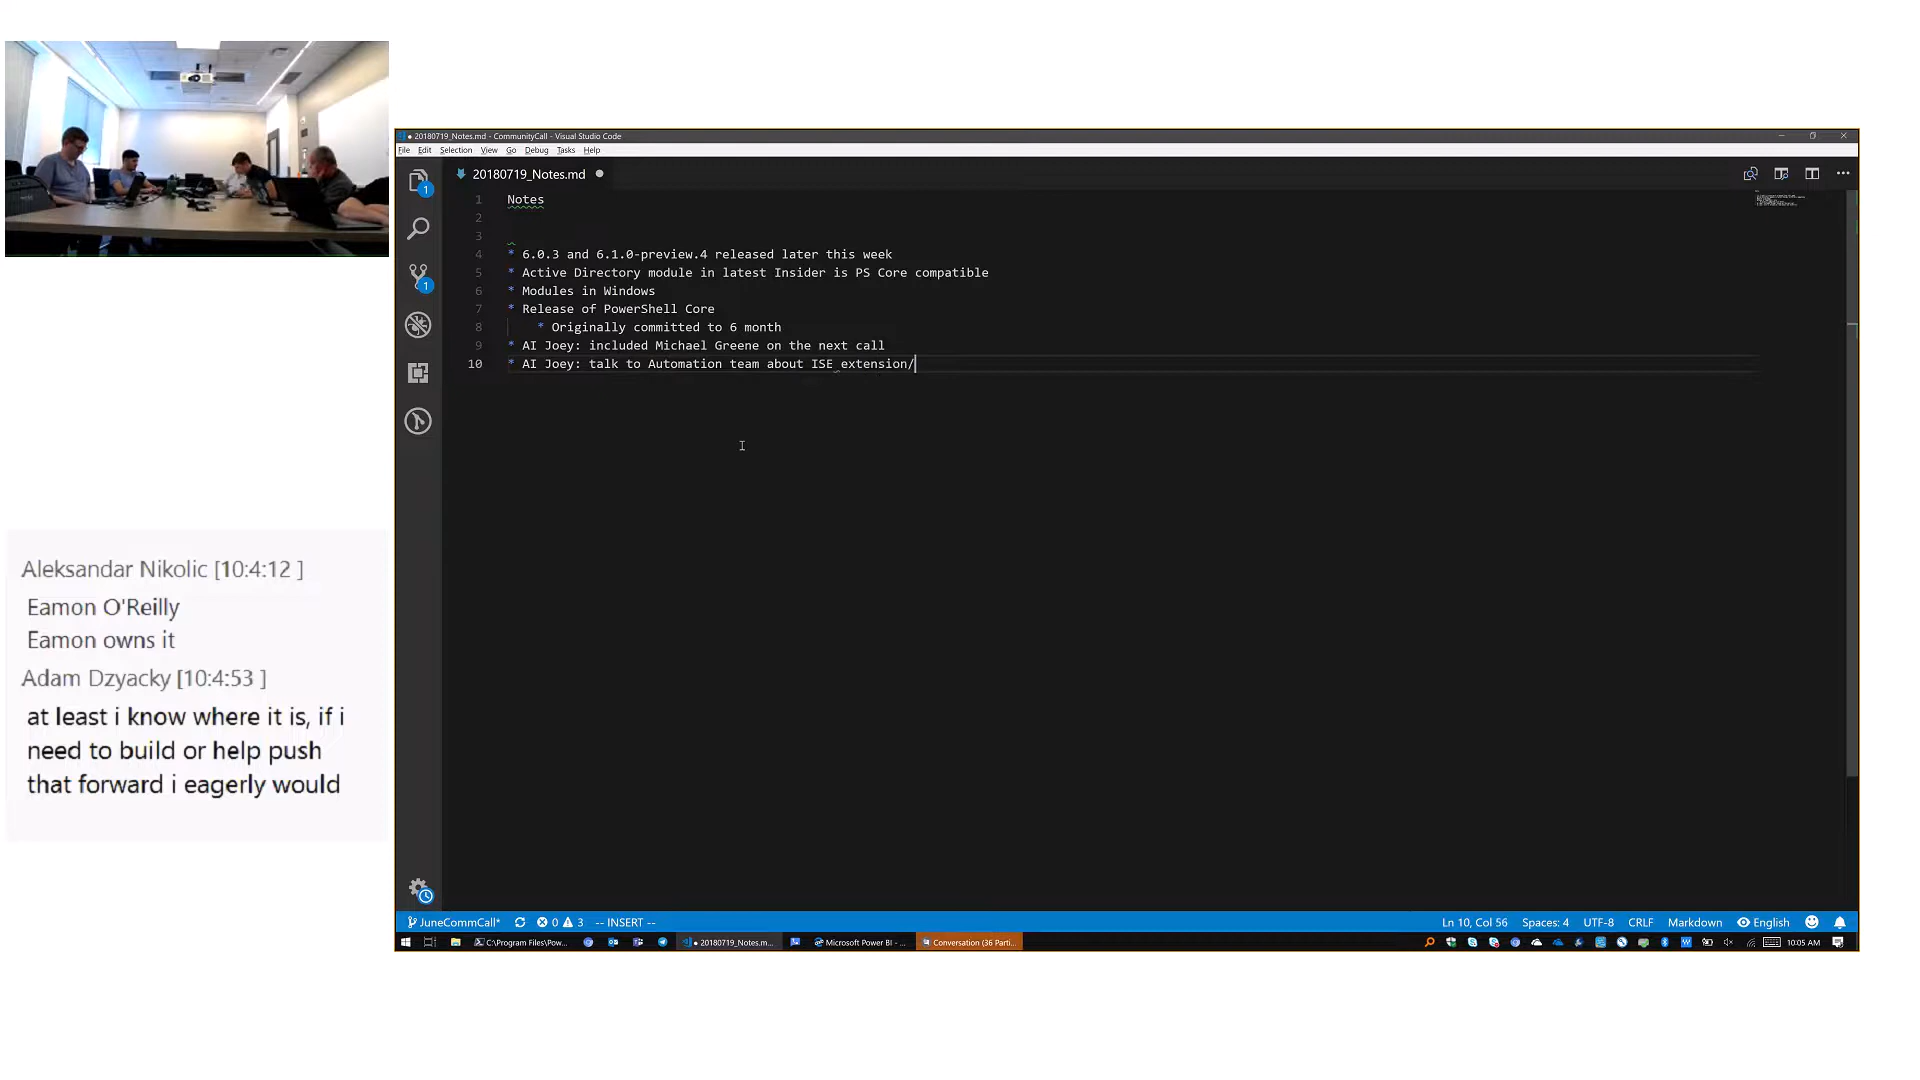 20180719_Notes.md - CommunityCall - Visual Studio Code
File Edit Selection View Go Debug Tasks Help
20180719_Notes.md
1 Notes
2
3
4 * 6.0.3 and 6.1.0-preview.4 released later this week
5 * Active Directory module in latest Insider is PS Core compatible
6 * Modules in Windows
7 * Release of PowerShell Core
8 * Originally committed to 6 month
9 * AI Joey: included Michael Greene on the next call
10 * AI Joey: talk to Automation team about ISE extension/
1
1
Aleksandar Nikolic [10:4:12 ]
Eamon O'Reilly
Eamon owns it
Adam Dzyacky [10:4:53 ]
at least i know where it is, if i
need to build or help push
that forward i eagerly would
JuneCommCall* 0 3 -- INSERT -- Ln 10, Col 56 Spaces: 4 UTF-8 CRLF Markdown English
C:\Program Files\Pow... 20180719_Notes.m... Microsoft Power BI - ... Conversation (36 Parti... 10:05 AM